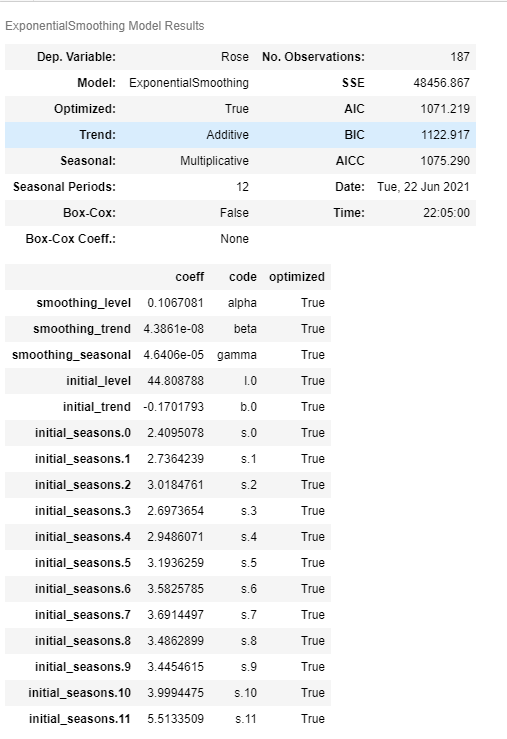 ExponentialSmoothing Model Results
Dep. Variable: Rose No. Observations: 187
Model: ExponentialSmoothing SSE 48456.867
Optimized: True AIC 1071.219
Trend: Additive BIC 1122.917
Seasonal: Multiplicative AICC 1075.290
Seasonal Periods: 12 Date: Tue, 22 Jun 2021
Box-Cox: False Time: 22:05:00
Box-Cox Coeff.: None
coeff code optimized
smoothing_level 0.1067081 alpha True
smoothing_trend 4.3861e-08 beta True
smoothing_seasonal 4.6406e-05 gamma True
initial_level 44.808788 l.0 True
initial_trend -0.1701793 b.0 True
initial_seasons.0 2.4095078 s.0 True
initial_seasons.1 2.7364239 s.1 True
initial_seasons.2 3.0184761 s.2 True
initial_seasons.3 2.6973654 s.3 True
initial_seasons.4 2.9486071 s.4 True
initial_seasons.5 3.1936259 s.5 True
initial_seasons.6 3.5825785 s.6 True
initial_seasons.7 3.6914497 s.7 True
initial_seasons.8 3.4862899 s.8 True
initial_seasons.9 3.4454615 s.9 True
initial_seasons.10 3.9994475 s.10 True
initial_seasons.11 5.5133509 s.11 True